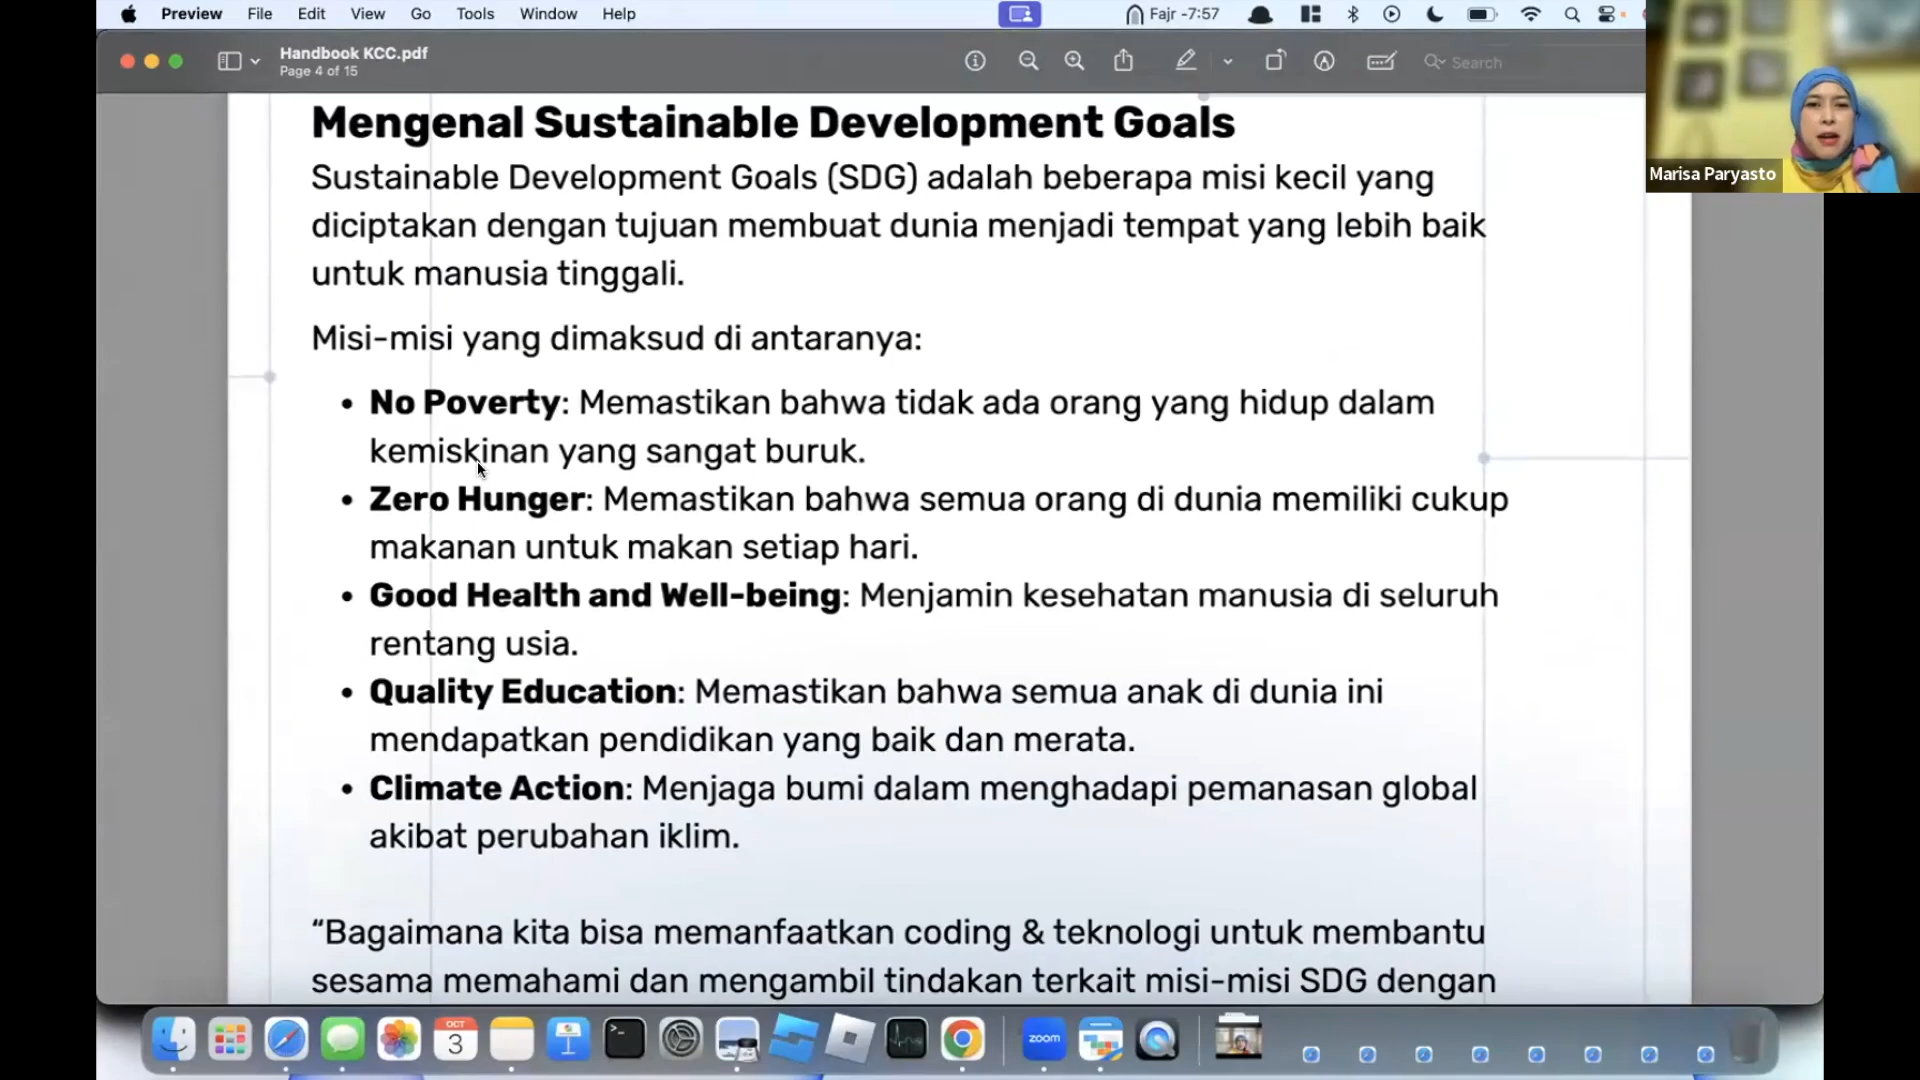 Preview File Edit View Go Tools Window Help Fajr -7:57
Handbook KCC.pdf
Page 4 of 15
Search
Marisa Paryasto
Mengenal Sustainable Development Goals
Sustainable Development Goals (SDG) adalah beberapa misi kecil yang
diciptakan dengan tujuan membuat dunia menjadi tempat yang lebih baik
untuk manusia tinggali.
Misi-misi yang dimaksud di antaranya:
• No Poverty: Memastikan bahwa tidak ada orang yang hidup dalam
kemiskinan yang sangat buruk.
• Zero Hunger: Memastikan bahwa semua orang di dunia memiliki cukup
makanan untuk makan setiap hari.
• Good Health and Well-being: Menjamin kesehatan manusia di seluruh
rentang usia.
• Quality Education: Memastikan bahwa semua anak di dunia ini
mendapatkan pendidikan yang baik dan merata.
• Climate Action: Menjaga bumi dalam menghadapi pemanasan global
akibat perubahan iklim.
“Bagaimana kita bisa memanfaatkan coding & teknologi untuk membantu
sesama memahami dan mengambil tindakan terkait misi-misi SDG dengan
OCT
3
zoom